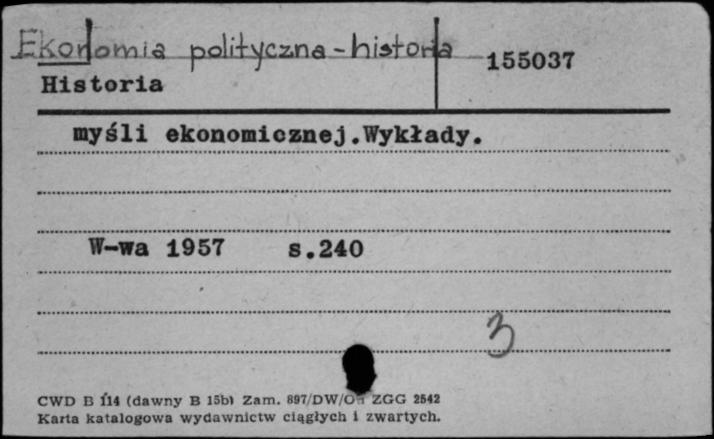 Ekonomia polityczna - historia
155037
Historia
myśli ekonomicznej.Wykłady.
W-wa 1957 s.240
3
CWD B 114 (dawny B 15b) Zam. 897/DW/ ZGG 2542
Karta katalogowa wydawnictw ciągłych i zwartych.